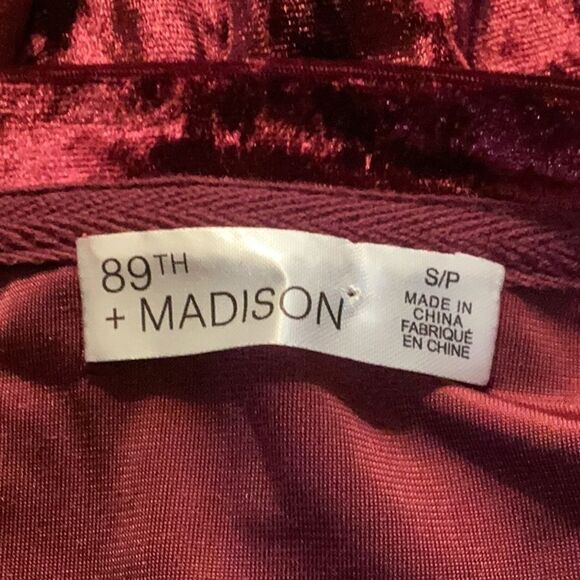 89TH
+ MADISON
S/P
MADE IN
CHINA
FABRIQUÉ
EN CHINE